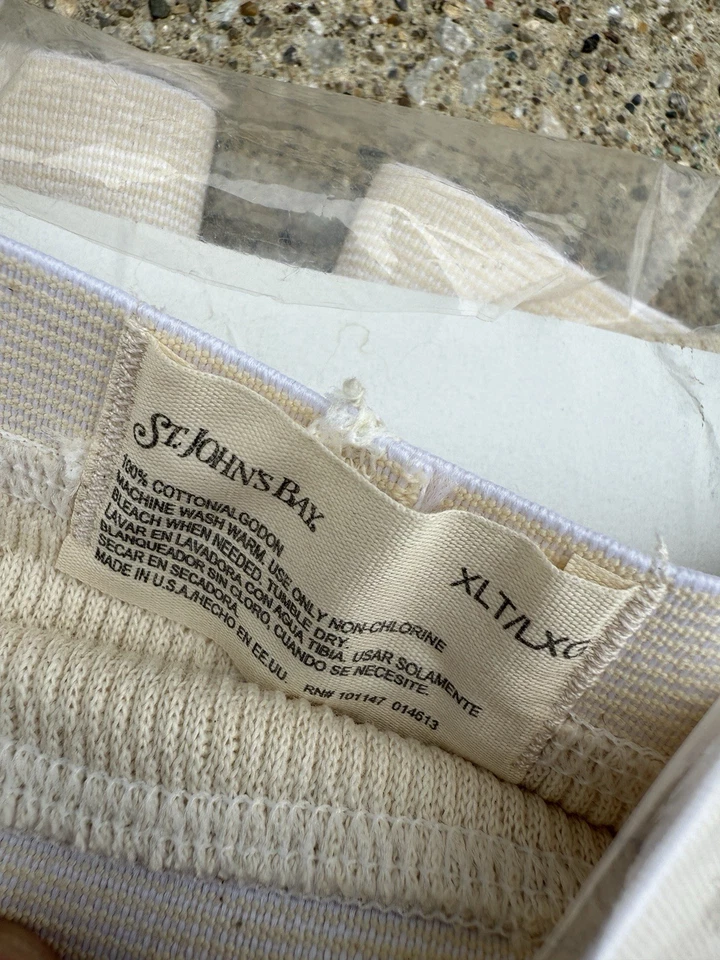 ST. JOHN'S BAY.
100% COTTON/ALGODON
MACHINE WASH WARM, USE ONLY NON-CHLORINE
BLEACH WHEN NEEDED. TUMBLE DRY.
LAVAR EN LAVADORA CON AGUA TIBIA. USAR SOLAMENTE
BLANQUEADOR SIN CLORO, CUANDO SE NECESITE.
SECAR EN SECADORA.
MADE IN U.S.A./HECHO EN EE.UU.
RN# 101147 014613
XLT/LXG